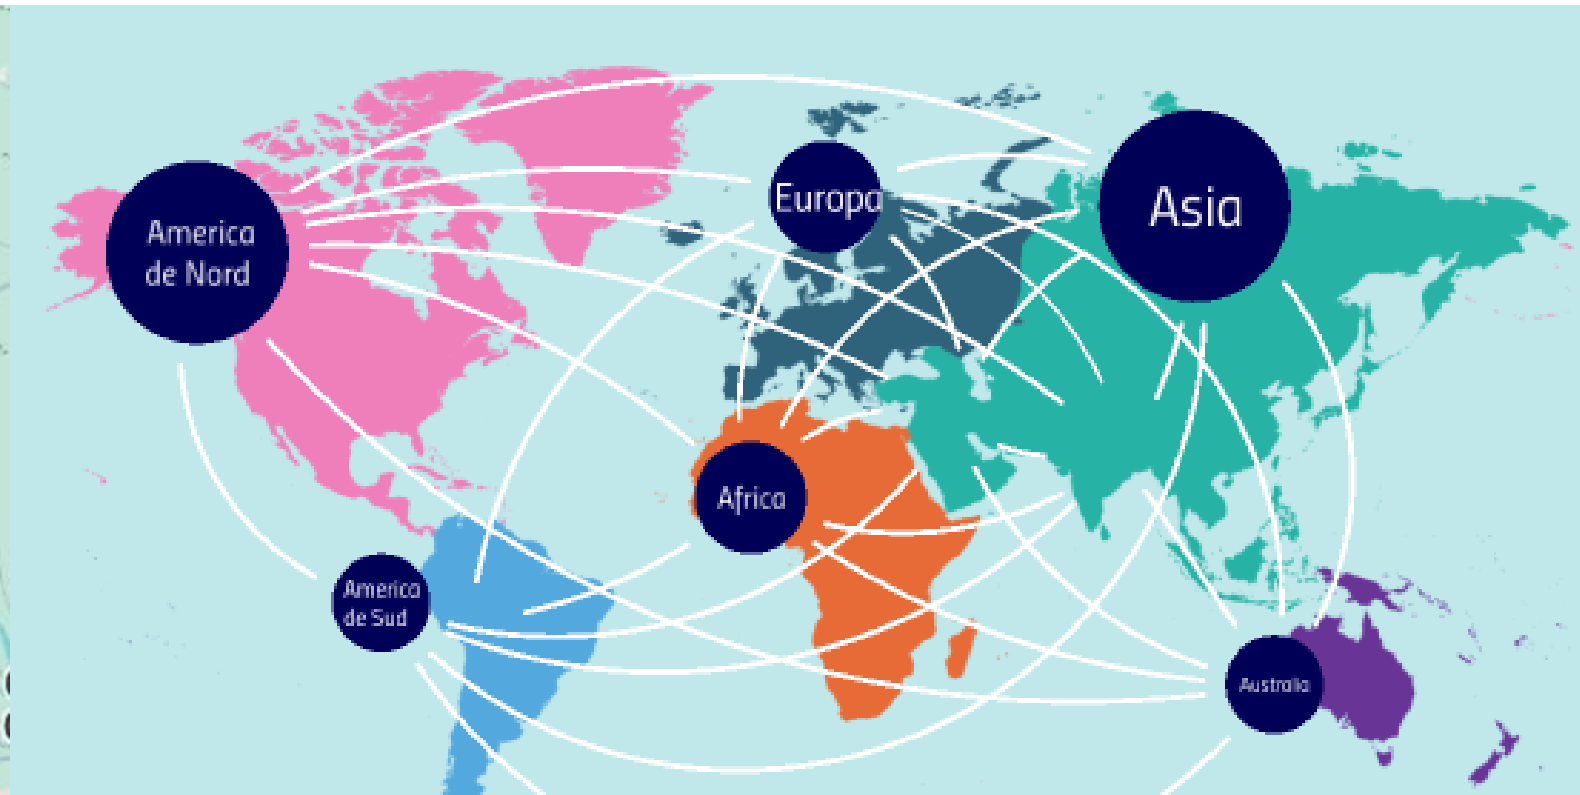 America
de Nord
Europa
Asia
Africa
America
de Sud
Australia